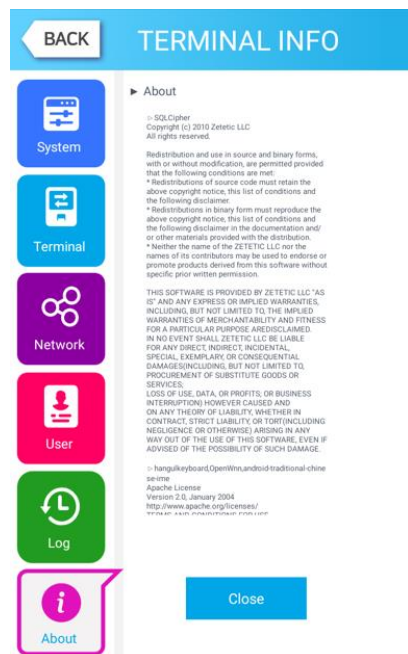 BACK
TERMINAL INFO
System
Terminal
Network
User
Log
About
► About
▷ SQLCipher
Copyright (c) 2010 Zetetic LLC
All rights reserved.
Redistribution and use in source and binary forms,
with or without modification, are permitted provided
that the following conditions are met:
* Redistributions of source code must retain the
above copyright notice, this list of conditions and
the following disclaimer.
* Redistributions in binary form must reproduce the
above copyright notice, this list of conditions and
the following disclaimer in the documentation and/
or other materials provided with the distribution.
* Neither the name of the ZETETIC LLC nor the
names of its contributors may be used to endorse or
promote products derived from this software without
specific prior written permission.
THIS SOFTWARE IS PROVIDED BY ZETETIC LLC "AS
IS" AND ANY EXPRESS OR IMPLIED WARRANTIES,
INCLUDING, BUT NOT LIMITED TO, THE IMPLIED
WARRANTIES OF MERCHANTABILITY AND FITNESS
FOR A PARTICULAR PURPOSE AREDISCLAIMED.
IN NO EVENT SHALL ZETETIC LLC BE LIABLE
FOR ANY DIRECT, INDIRECT, INCIDENTAL,
SPECIAL, EXEMPLARY, OR CONSEQUENTIAL
DAMAGES(INCLUDING, BUT NOT LIMITED TO,
PROCUREMENT OF SUBSTITUTE GOODS OR
SERVICES;
LOSS OF USE, DATA, OR PROFITS; OR BUSINESS
INTERRUPTION) HOWEVER CAUSED AND
ON ANY THEORY OF LIABILITY, WHETHER IN
CONTRACT, STRICT LIABILITY, OR TORT(INCLUDING
NEGLIGENCE OR OTHERWISE) ARISING IN ANY
WAY OUT OF THE USE OF THIS SOFTWARE, EVEN IF
ADVISED OF THE POSSIBILITY OF SUCH DAMAGE.
▷ hangulkeyboard,OpenWnn,android-traditional-chine
se-ime
Apache License
Version 2.0, January 2004
http://www.apache.org/licenses/
TERMS AND CONDITIONS FOR USE
Close